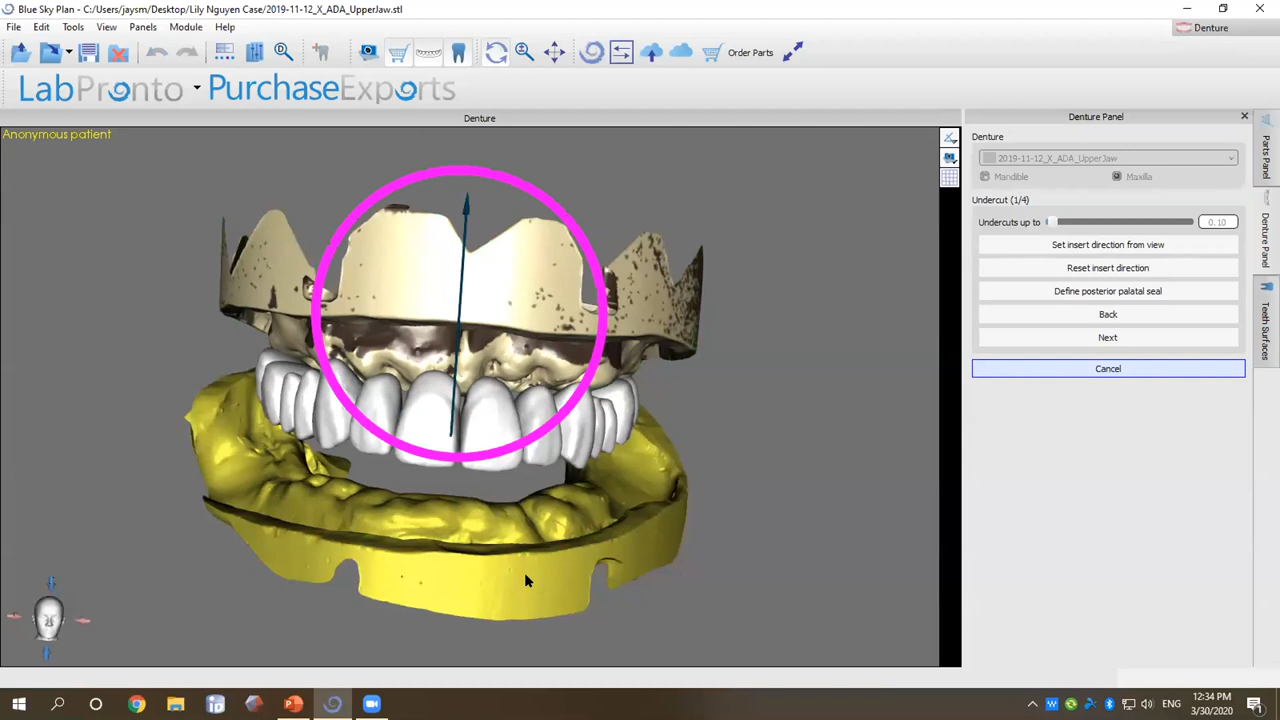 Blue Sky Plan - C:/Users/jaysm/Desktop/Lily Nguyen Case/2019-11-12_X_ADA_UpperJaw.stl
File Edit Tools View Panels Module Help
Denture
Order Parts
LabPronto PurchaseExports
Denture
Denture Panel
Anonymous patient
Denture
2019-11-12_X_ADA_UpperJaw
Mandible Maxilla
Undercut (1/4)
Undercuts up to 0.10
Set insert direction from view
Reset insert direction
Define posterior palatal seal
Back
Next
Cancel
Parts Panel
Denture Panel
Teeth Surfaces
12:34 PM
ENG
3/30/2020